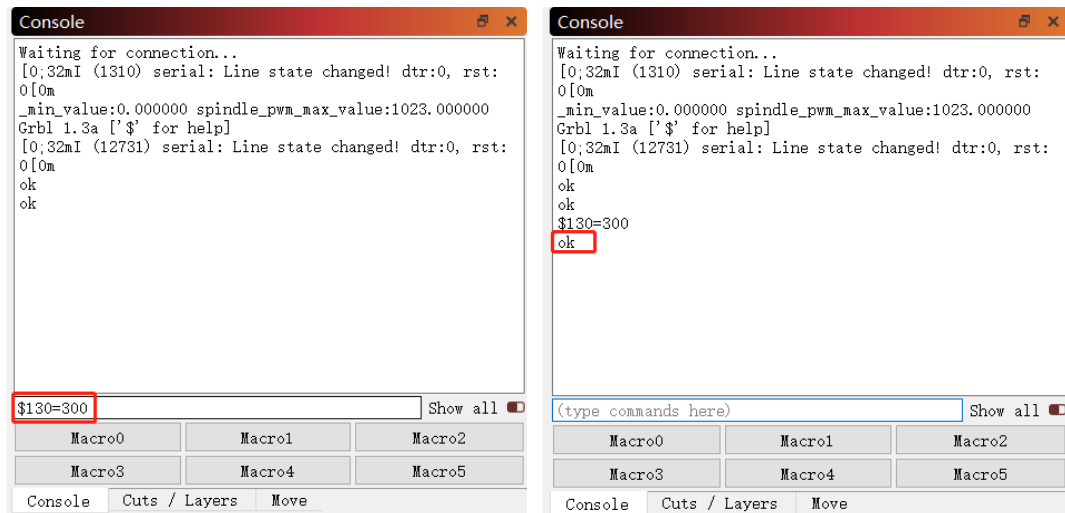 Console
Waiting for connection...
[0;32mI (1310) serial: Line state changed! dtr:0, rst:
0[0m
_min_value:0.000000 spindle_pwm_max_value:1023.000000
Grbl 1.3a ['$' for help]
[0;32mI (12731) serial: Line state changed! dtr:0, rst:
0[0m
ok
ok
$130=300
Show all
Macro0 Macro1 Macro2
Macro3 Macro4 Macro5
Console Cuts / Layers Move
Console
Waiting for connection...
[0;32mI (1310) serial: Line state changed! dtr:0, rst:
0[0m
_min_value:0.000000 spindle_pwm_max_value:1023.000000
Grbl 1.3a ['$' for help]
[0;32mI (12731) serial: Line state changed! dtr:0, rst:
0[0m
ok
ok
$130=300
ok
(type commands here) Show all
Macro0 Macro1 Macro2
Macro3 Macro4 Macro5
Console Cuts / Layers Move